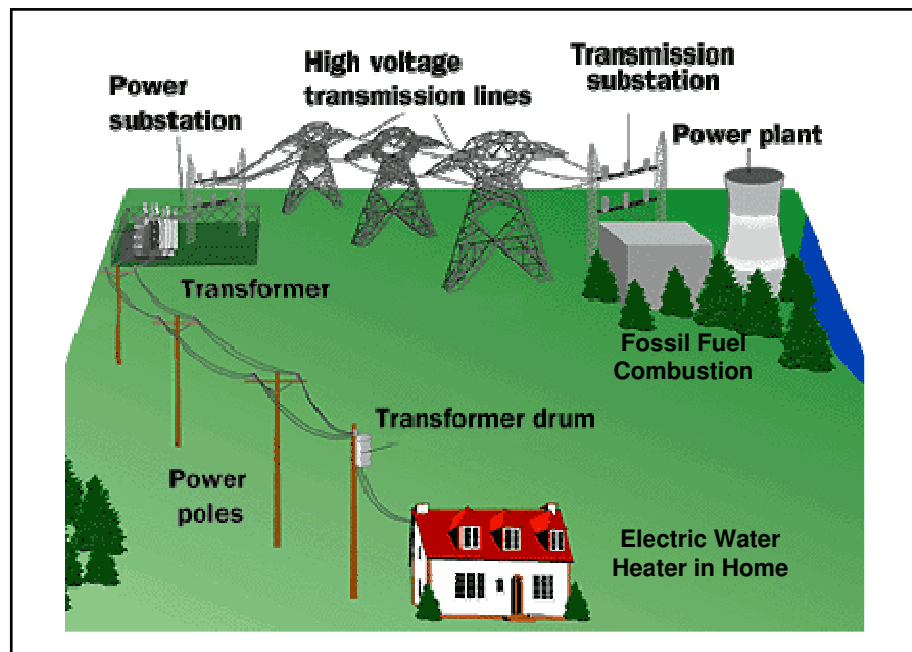 High voltage
transmission lines
Transmission
substation
Power
substation
Power plant
Transformer
Fossil Fuel
Combustion
Transformer drum
Power
poles
Electric Water
Heater in Home